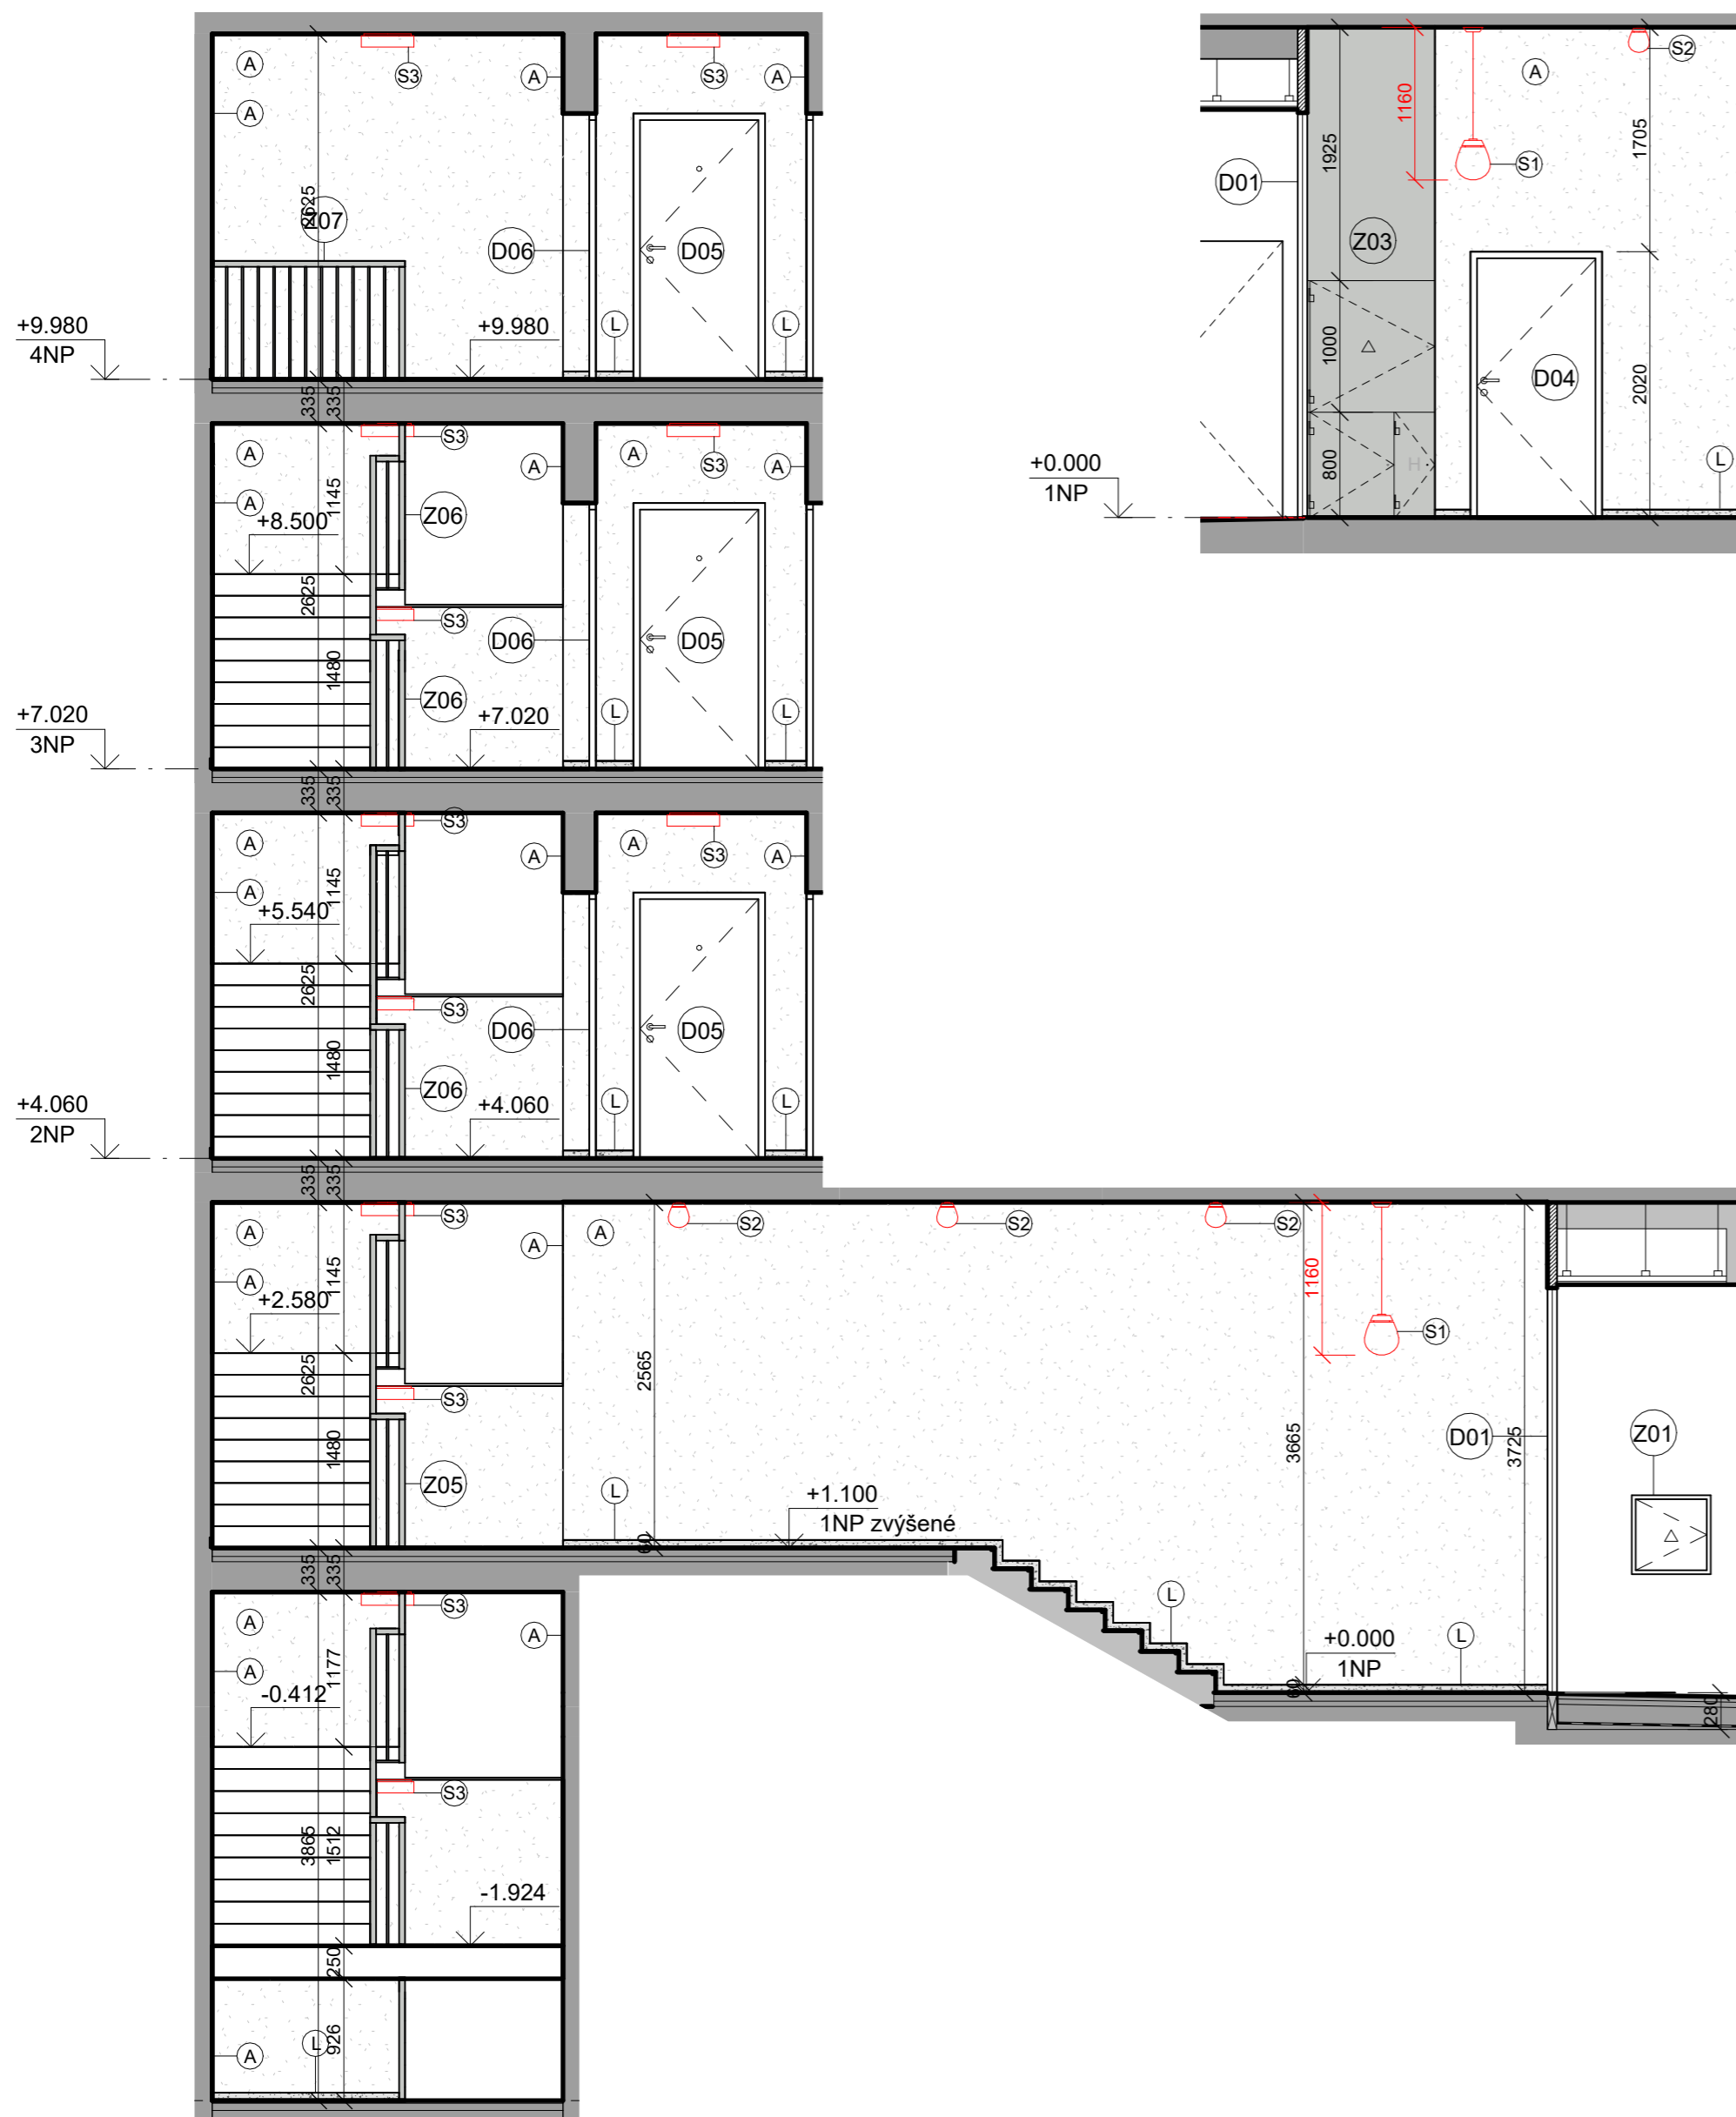 A
S3
A
S3
A
A
2625
Z07
D06
D05
L
L
+9.980
4NP
+9.980
335
335
A
S3
A
A
S3
A
A
1145
+8.500
Z06
2625
S3
D06
D05
1480
Z06
L
L
+7.020
3NP
+7.020
335
335
A
S3
A
A
S3
A
A
1145
+5.540
2625
S3
D06
D05
1480
Z06
L
L
+4.060
2NP
+4.060
335
335
A
S3
A
A
S2
S2
S2
A
1145
+2.580
1160
S1
2625
S3
2565
1480
Z05
3665
D01
3725
Z01
L
+1.100
1NP zvýšené
60
335
335
A
S3
A
L
A
1177
-0.412
+0.000
1NP
L
60
280
S3
3865
1512
-1.924
250
926
L
A
S2
A
1160
1925
1705
D01
S1
Z03
1000
D04
2020
+0.000
1NP
800
H
L